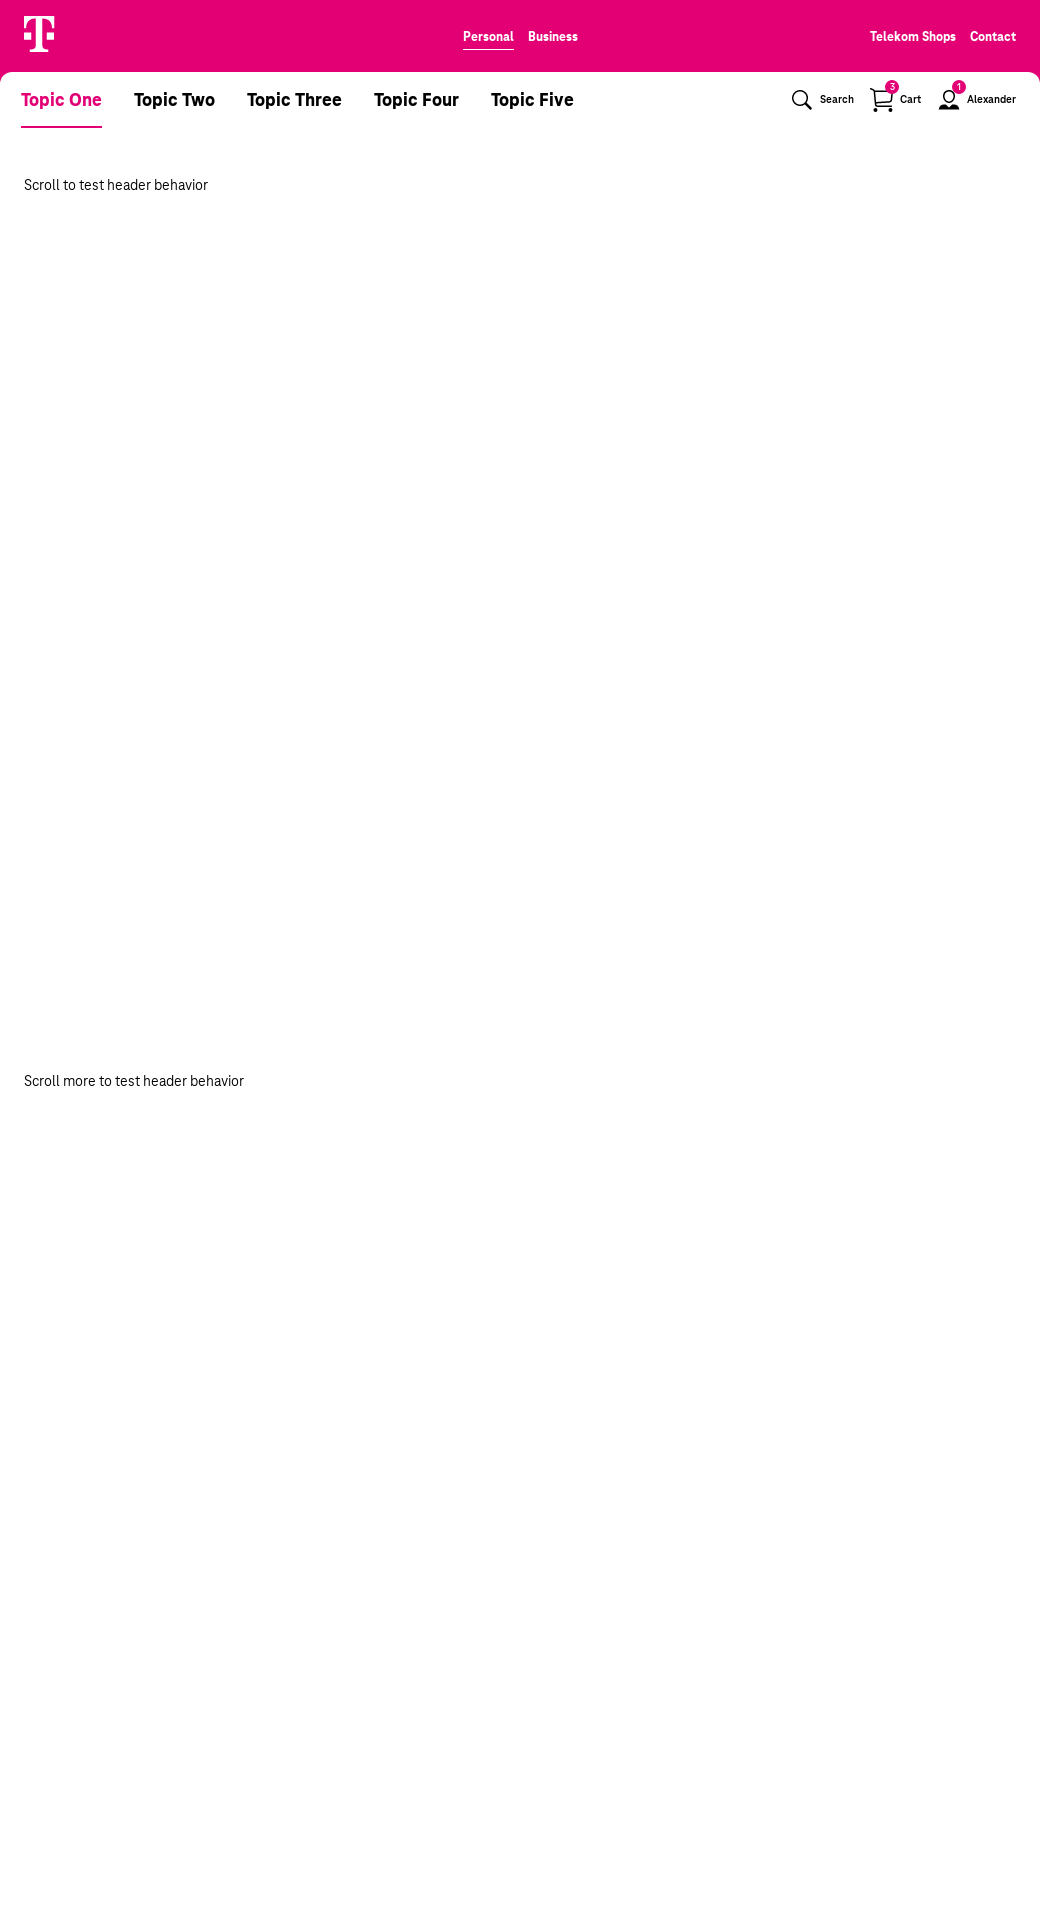 T
Personal Business
Telekom Shops Contact
Topic One Topic Two Topic Three Topic Four Topic Five
Search 3 Cart 1 Alexander
Scroll to test header behavior
Scroll more to test header behavior